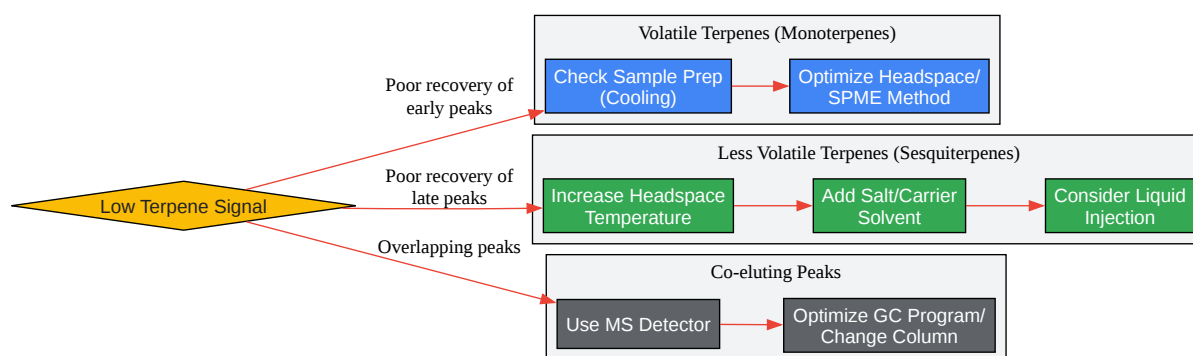 Volatile Terpenes (Monoterpenes)
Check Sample Prep
(Cooling)
Optimize Headspace/
SPME Method
Poor recovery of
early peaks
Less Volatile Terpenes (Sesquiterpenes)
Low Terpene Signal
Poor recovery of
late peaks
Increase Headspace
Temperature
Add Salt/Carrier
Solvent
Consider Liquid
Injection
Overlapping peaks
Co-eluting Peaks
Use MS Detector
Optimize GC Program/
Change Column